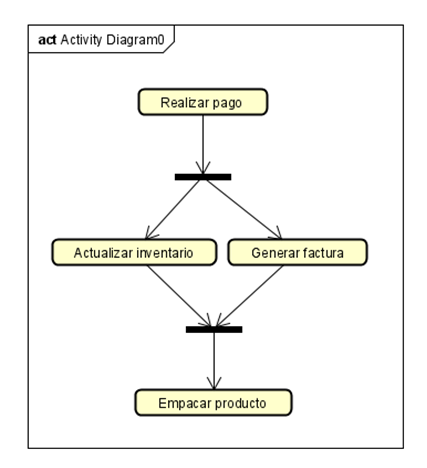 act Activity Diagram0
Realizar pago
Actualizar inventario
Generar factura
Empacar producto